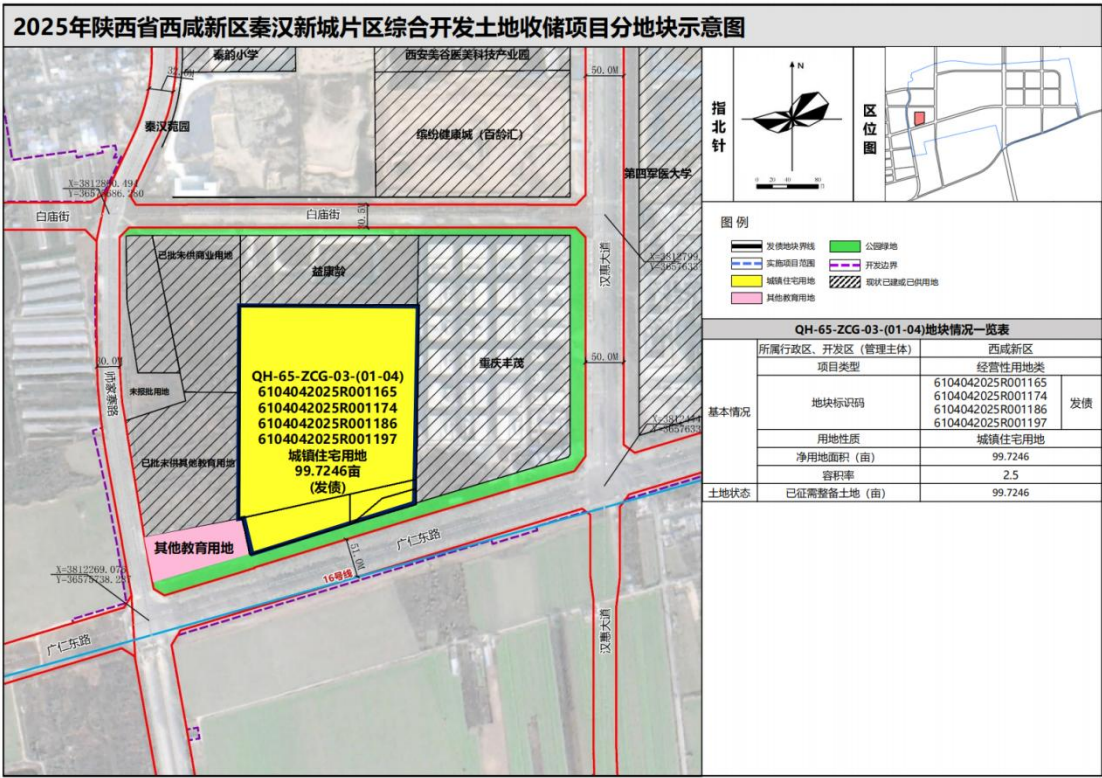 2025年陕西省西咸新区秦汉新城片区综合开发土地收储项目分地块示意图
秦韵小学
西安美谷医美科技产业园
50.0M
秦汉苑园
缤纷健康城（百龄汇）
第四军医大学
白庙街
白庙街
汉惠大道
已批未供商业用地
益康龄
重庆丰茂
50.0M
师家寨路
未报批用地
已批未供其他教育用地
QH-65-ZCG-03-(01-04)
6104042025R001165
6104042025R001174
6104042025R001186
6104042025R001197
城镇住宅用地
99.7246亩
(发债)
其他教育用地
广仁东路
51.0M
16号线
X=3812269.07
广仁东路
汉惠大道
指北针
N
0 20 40 80
区位图
图 例
发债地块界线
公园绿地
实施项目范围
开发边界
城镇住宅用地
现状已建或已供用地
其他教育用地
QH-65-ZCG-03-(01-04)地块情况一览表
基本情况
所属行政区、开发区（管理主体）
西咸新区
项目类型
经营性用地类
地块标识码
6104042025R001165
6104042025R001174
6104042025R001186
6104042025R001197
发债
用地性质
城镇住宅用地
净用地面积（亩）
99.7246
容积率
2.5
土地状态
已征需整备土地（亩）
99.7246